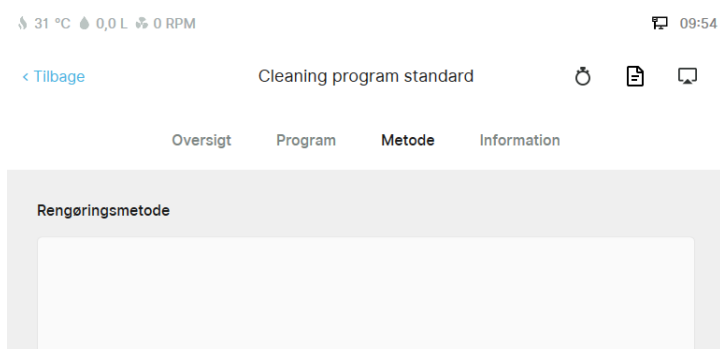 31 °C 0,0 L 0 RPM 09:54
< Tilbage Cleaning program standard
Oversigt Program Metode Information
Rengøringsmetode